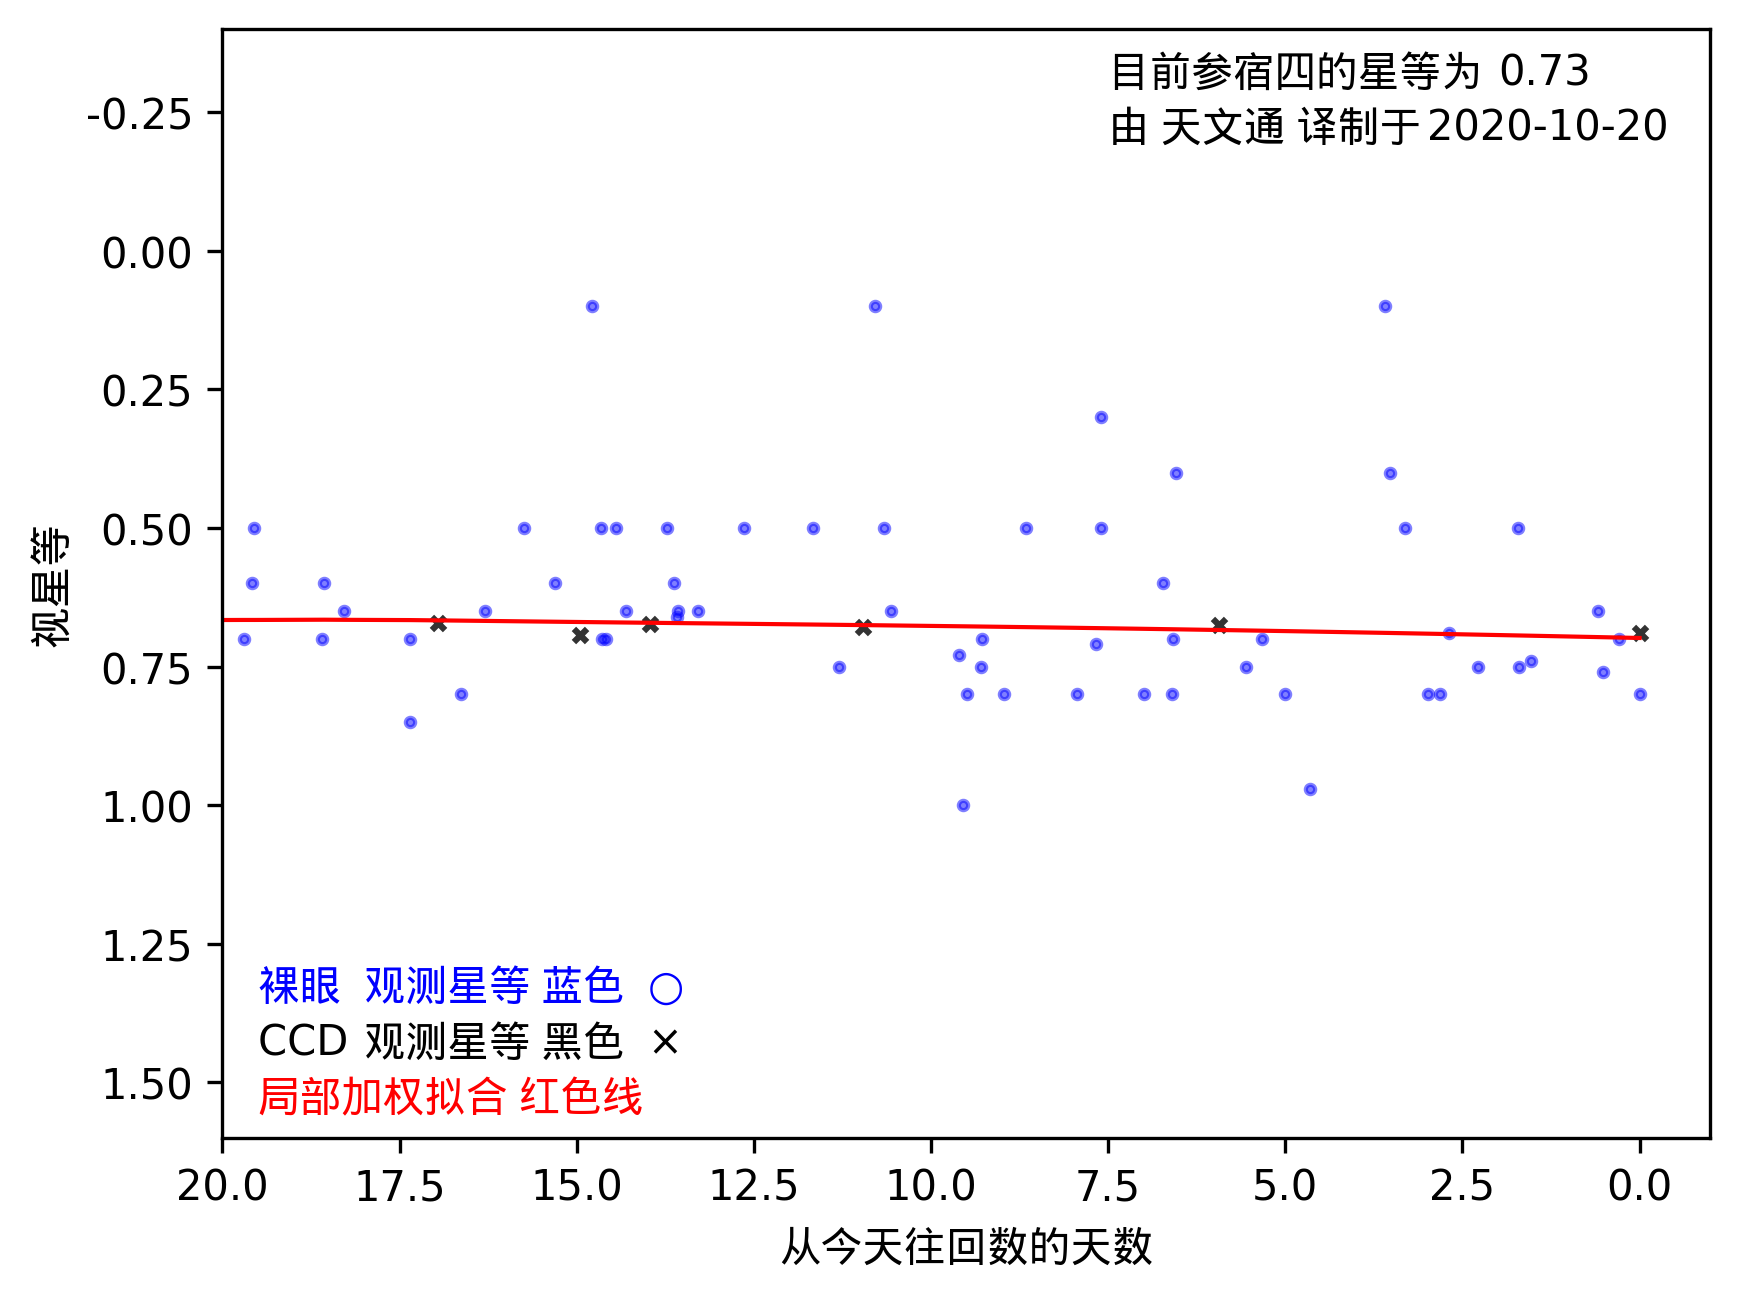 目前参宿四的星等为 0.73
由 天文通 译制于2020-10-20
-0.25
0.00
0.25
0.50
0.75
1.00
1.25
1.50
视星等
裸眼 观测星等 蓝色 ○
CCD 观测星等 黑色 ×
局部加权拟合 红色线
20.0 17.5 15.0 12.5 10.0 7.5 5.0 2.5 0.0
从今天往回数的天数